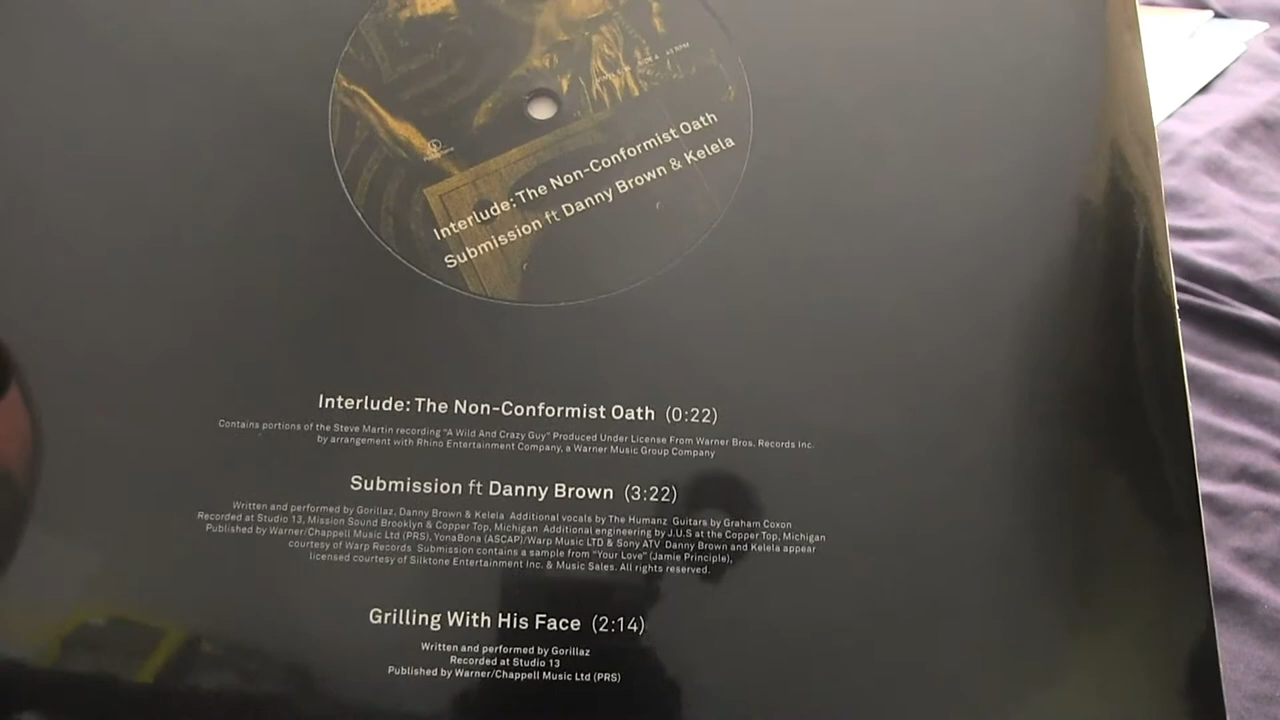 SIDE A 45 RPM
Interlude: The Non-Conformist Oath
Submission ft Danny Brown & Kelela
Interlude: The Non-Conformist Oath (0:22)
Contains portions of the Steve Martin recording "A Wild And Crazy Guy" Produced Under License From Warner Bros. Records Inc.
by arrangement with Rhino Entertainment Company, a Warner Music Group Company
Submission ft Danny Brown (3:22)
Written and performed by Gorillaz, Danny Brown & Kelela Additional vocals by The Humanz Guitars by Graham Coxon
Recorded at Studio 13, Mission Sound Brooklyn & Copper Top, Michigan Additional engineering by J.U.S at the Copper Top, Michigan
Published by Warner/Chappell Music Ltd (PRS), YonaBona (ASCAP)/Warp Music LTD & Sony ATV Danny Brown and Kelela appear
courtesy of Warp Records Submission contains a sample from "Your Love" (Jamie Principle),
licensed courtesy of Silktone Entertainment Inc. & Music Sales. All rights reserved.
Grilling With His Face (2:14)
Written and performed by Gorillaz
Recorded at Studio 13
Published by Warner/Chappell Music Ltd (PRS)